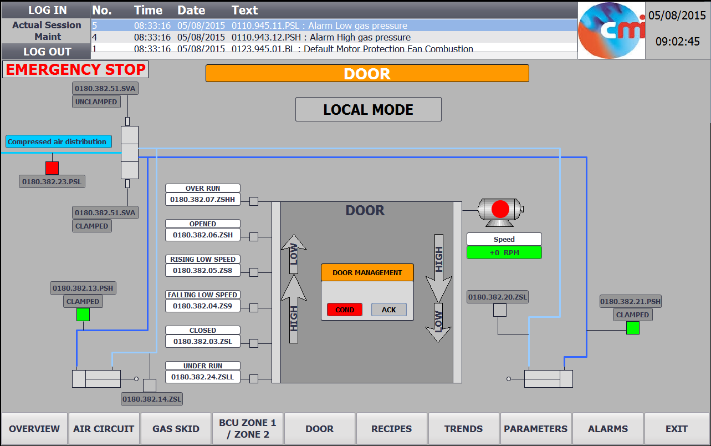 LOG IN
Actual Session
Maint
LOG OUT
No. Time Date Text
5 08:33:16 05/08/2015 0110.945.11.PSL : Alarm Low gas pressure
4 08:33:16 05/08/2015 0110.943.12.PSH : Alarm High gas pressure
1 08:33:16 05/08/2015 0123.945.01.BL : Default Motor Protection Fan Combustion
cmi
05/08/2015
09:02:45
EMERGENCY STOP
DOOR
LOCAL MODE
0180.382.51.SVA
UNCLAMPED
Compressed air distribution
0180.382.23.PSL
0180.382.51.SVA
CLAMPED
OVER RUN
0180.382.07.ZSHH
OPENED
0180.382.06.ZSH
RISING LOW SPEED
0180.382.05.ZS8
FALLING LOW SPEED
0180.382.04.ZS9
CLOSED
0180.382.03.ZSL
UNDER RUN
0180.382.24.ZSLL
DOOR
LOW
HIGH
DOOR MANAGEMENT
COND
ACK
HIGH
LOW
Speed
+0 RPM
0180.382.13.PSH
CLAMPED
0180.382.14.ZSL
0180.382.20.ZSL
0180.382.21.PSH
CLAMPED
OVERVIEW
AIR CIRCUIT
GAS SKID
BCU ZONE 1
/ ZONE 2
DOOR
RECIPES
TRENDS
PARAMETERS
ALARMS
EXIT